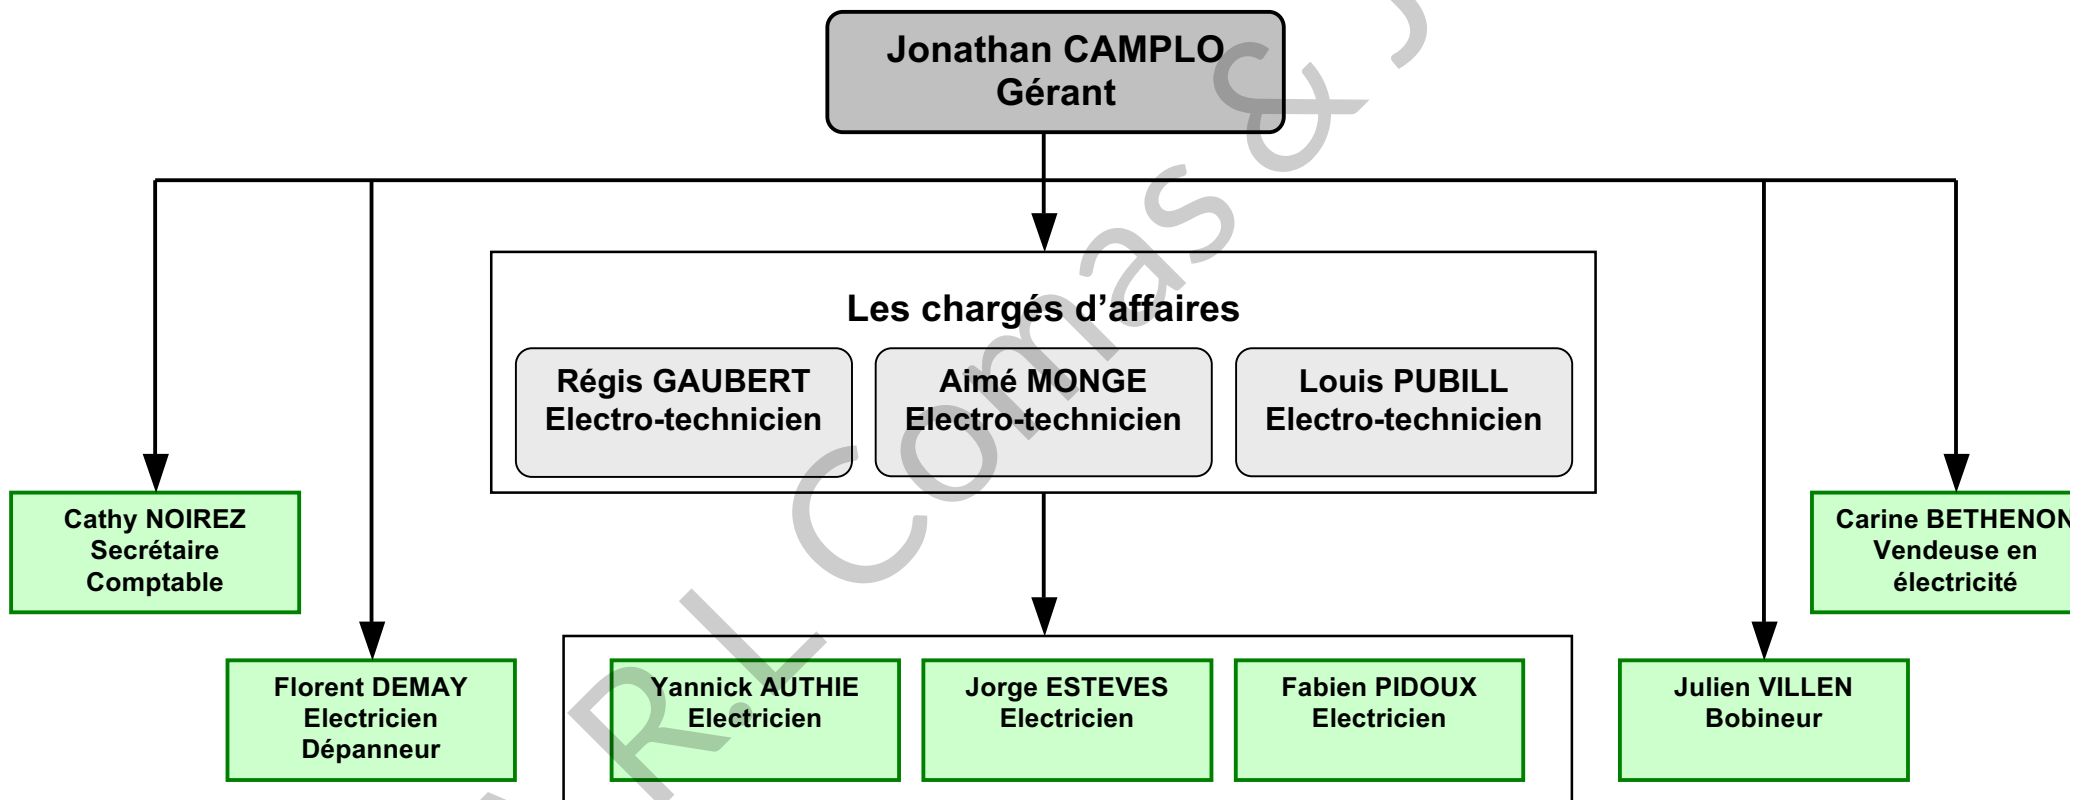 Jonathan CAMPLO
Gérant
Les chargés d’affaires
Régis GAUBERT
Electro-technicien
Aimé MONGE
Electro-technicien
Louis PUBILL
Electro-technicien
Cathy NOIREZ
Secrétaire
Comptable
Carine BETHENON
Vendeuse en
électricité
Florent DEMAY
Electricien
Dépanneur
Yannick AUTHIE
Electricien
Jorge ESTEVES
Electricien
Fabien PIDOUX
Electricien
Julien VILLEN
Bobineur
R.L Comas & J